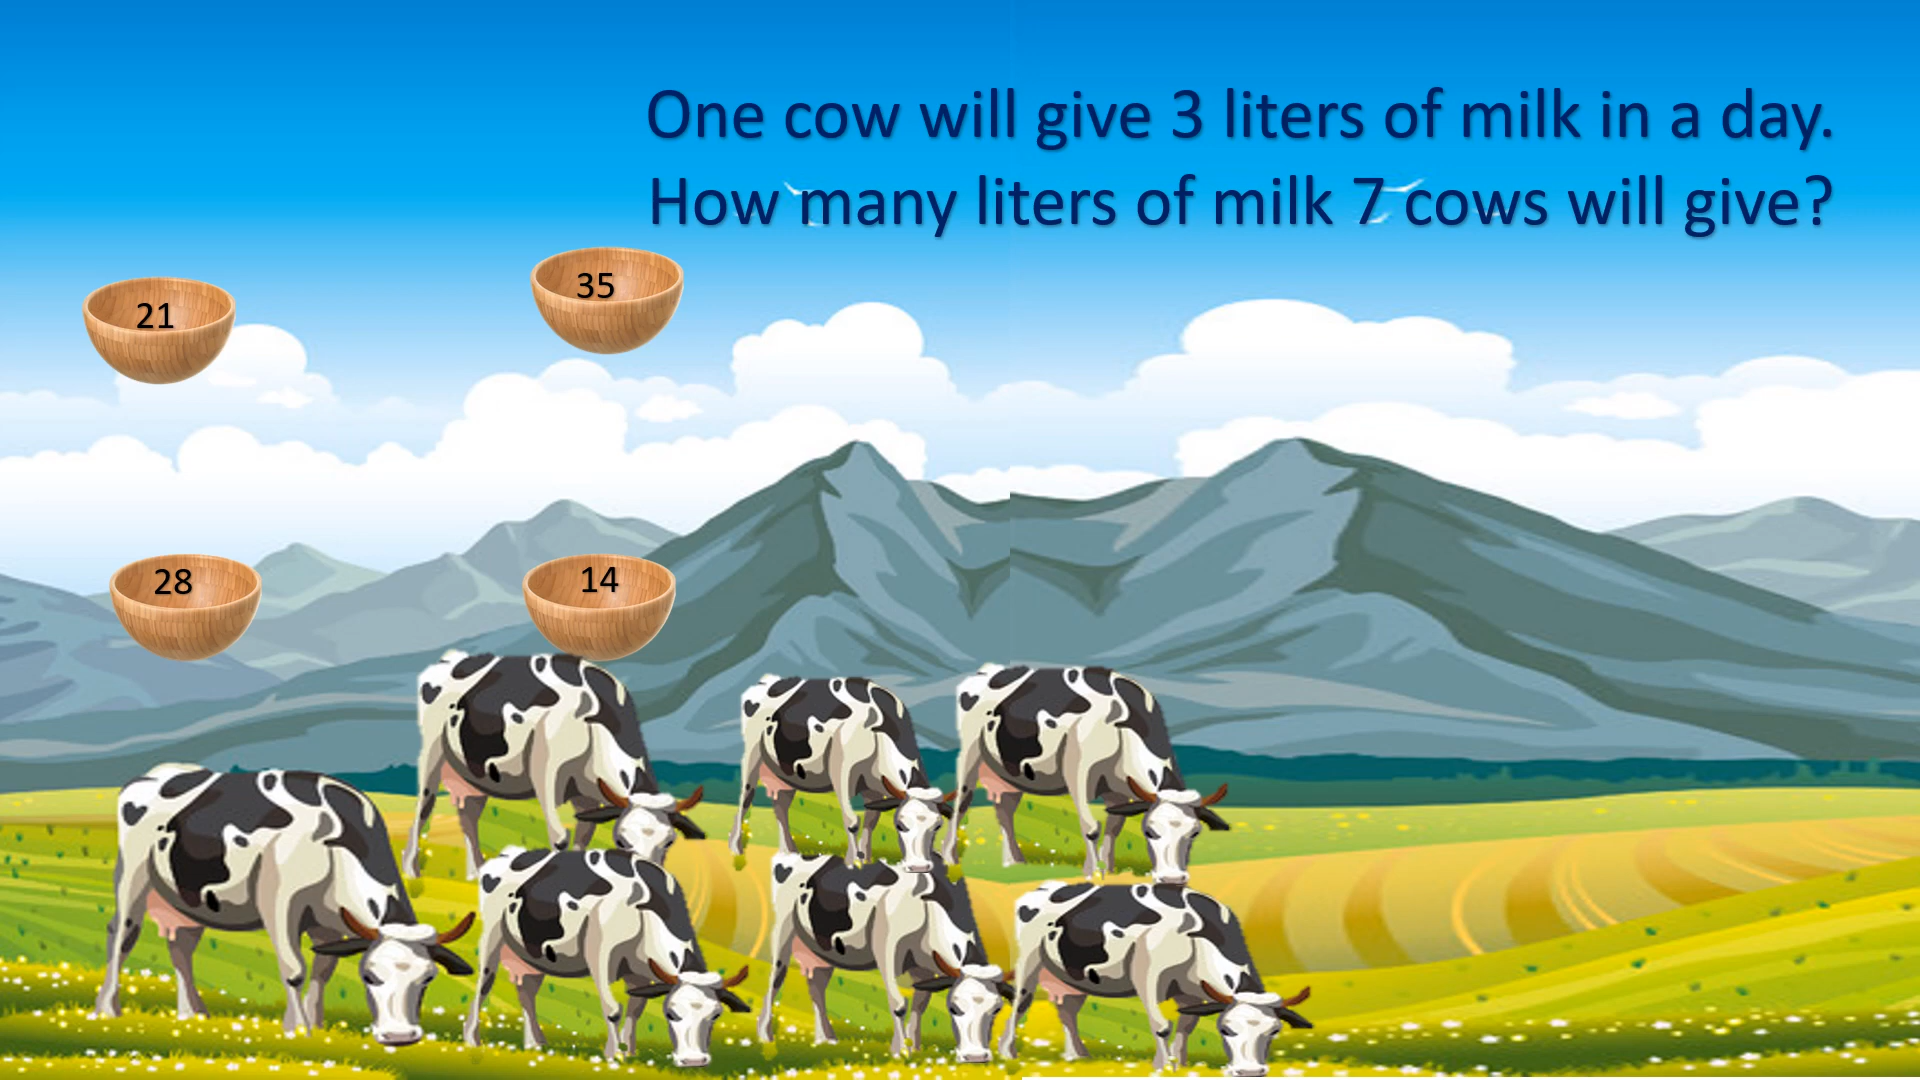 One cow will give 3 liters of milk in a day.
How many liters of milk 7 cows will give?
21
35
28
14